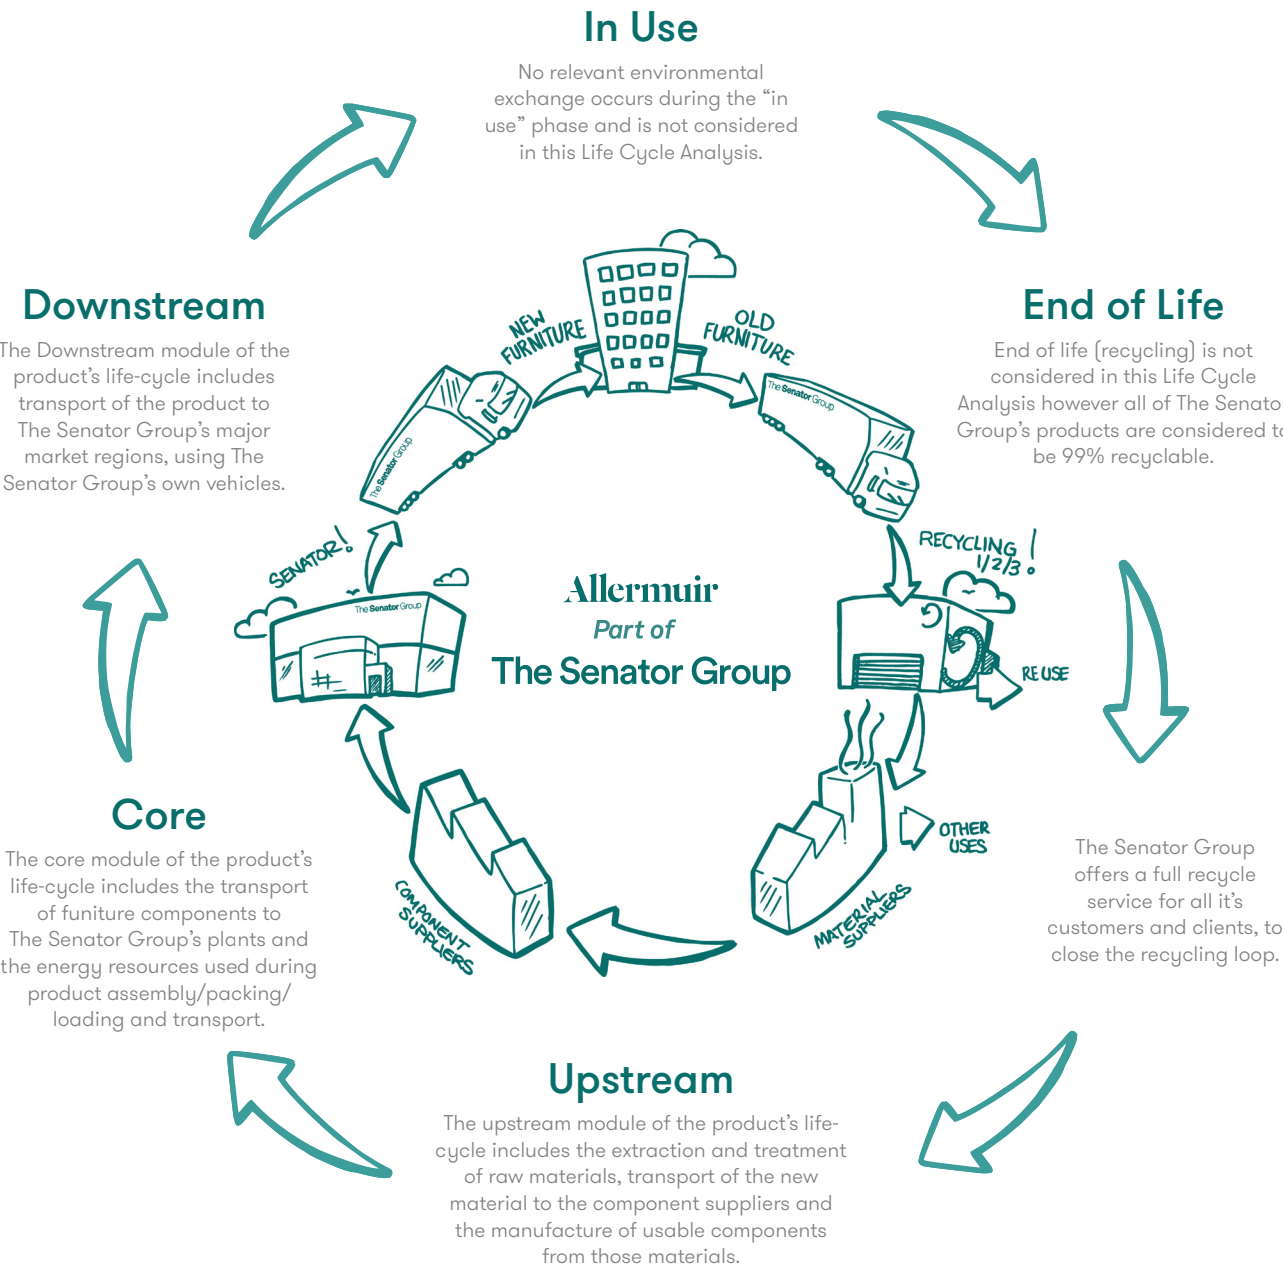 In Use
No relevant environmental
exchange occurs during the “in
use” phase and is not considered
in this Life Cycle Analysis.
Downstream
The Downstream module of the
product’s life-cycle includes
transport of the product to
The Senator Group’s major
market regions, using The
Senator Group’s own vehicles.
End of Life
End of life (recycling) is not
considered in this Life Cycle
Analysis however all of The Senator
Group’s products are considered to
be 99% recyclable.
NEW
FURNITURE
OLD
FURNITURE
The Senator Group
The Senator Group
SENATOR!
The Senator Group
RECYCLING!
1/2/3
RE USE
Allermuir
Part of
The Senator Group
Core
The core module of the product’s
life-cycle includes the transport
of funiture components to
The Senator Group’s plants and
the energy resources used during
product assembly/packing/
loading and transport.
COMPONENT
SUPPLIERS
MATERIAL
SUPPLIERS
OTHER
USES
The Senator Group
offers a full recycle
service for all it’s
customers and clients, to
close the recycling loop.
Upstream
The upstream module of the product’s life-
cycle includes the extraction and treatment
of raw materials, transport of the new
material to the component suppliers and
the manufacture of usable components
from those materials.